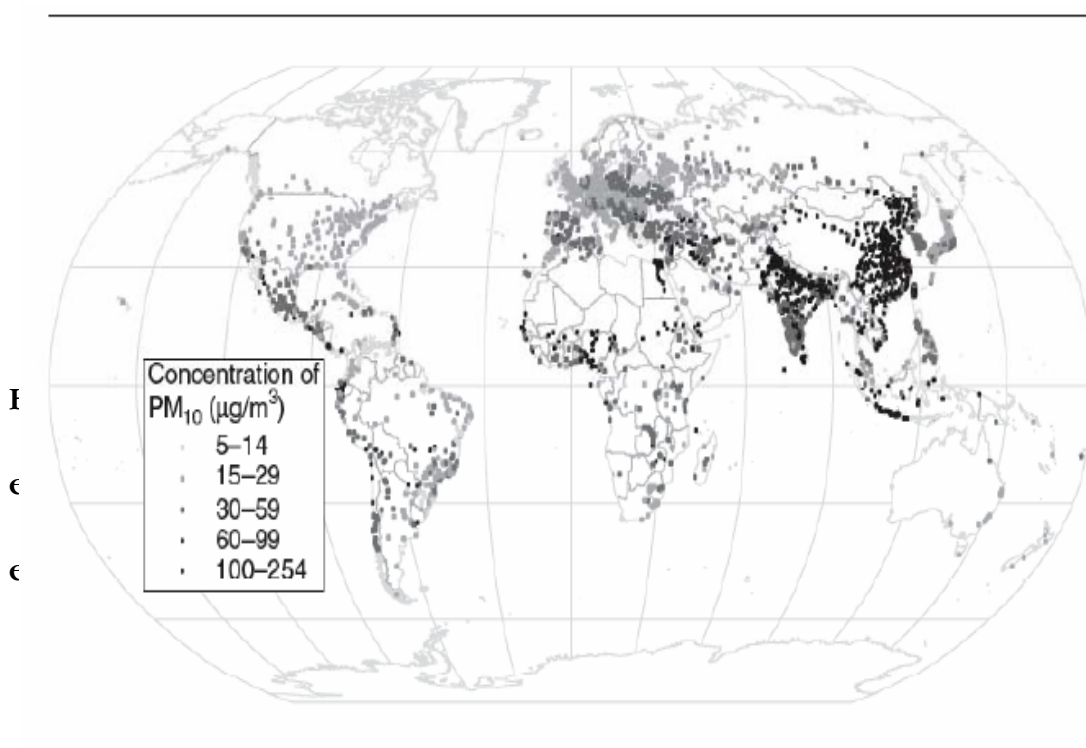 Concentration of
PM₁₀ (µg/m³)
5–14
15–29
30–59
60–99
100–254